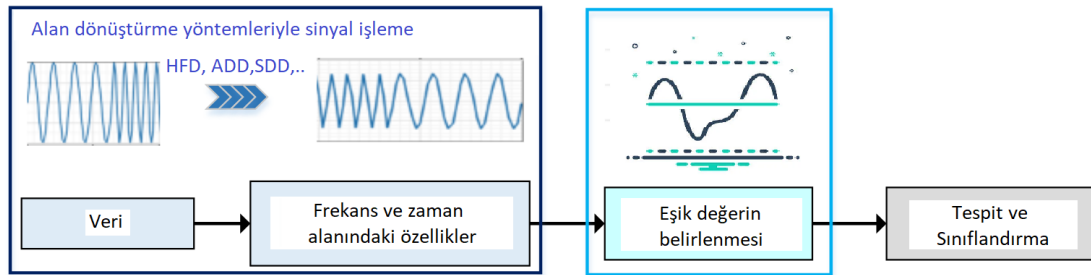 Alan dönüştürme yöntemleriyle sinyal işleme
HFD, ADD,SDD,..
Veri
Frekans ve zaman
alanındaki özellikler
Eşik değerin
belirlenmesi
Tespit ve
Sınıflandırma